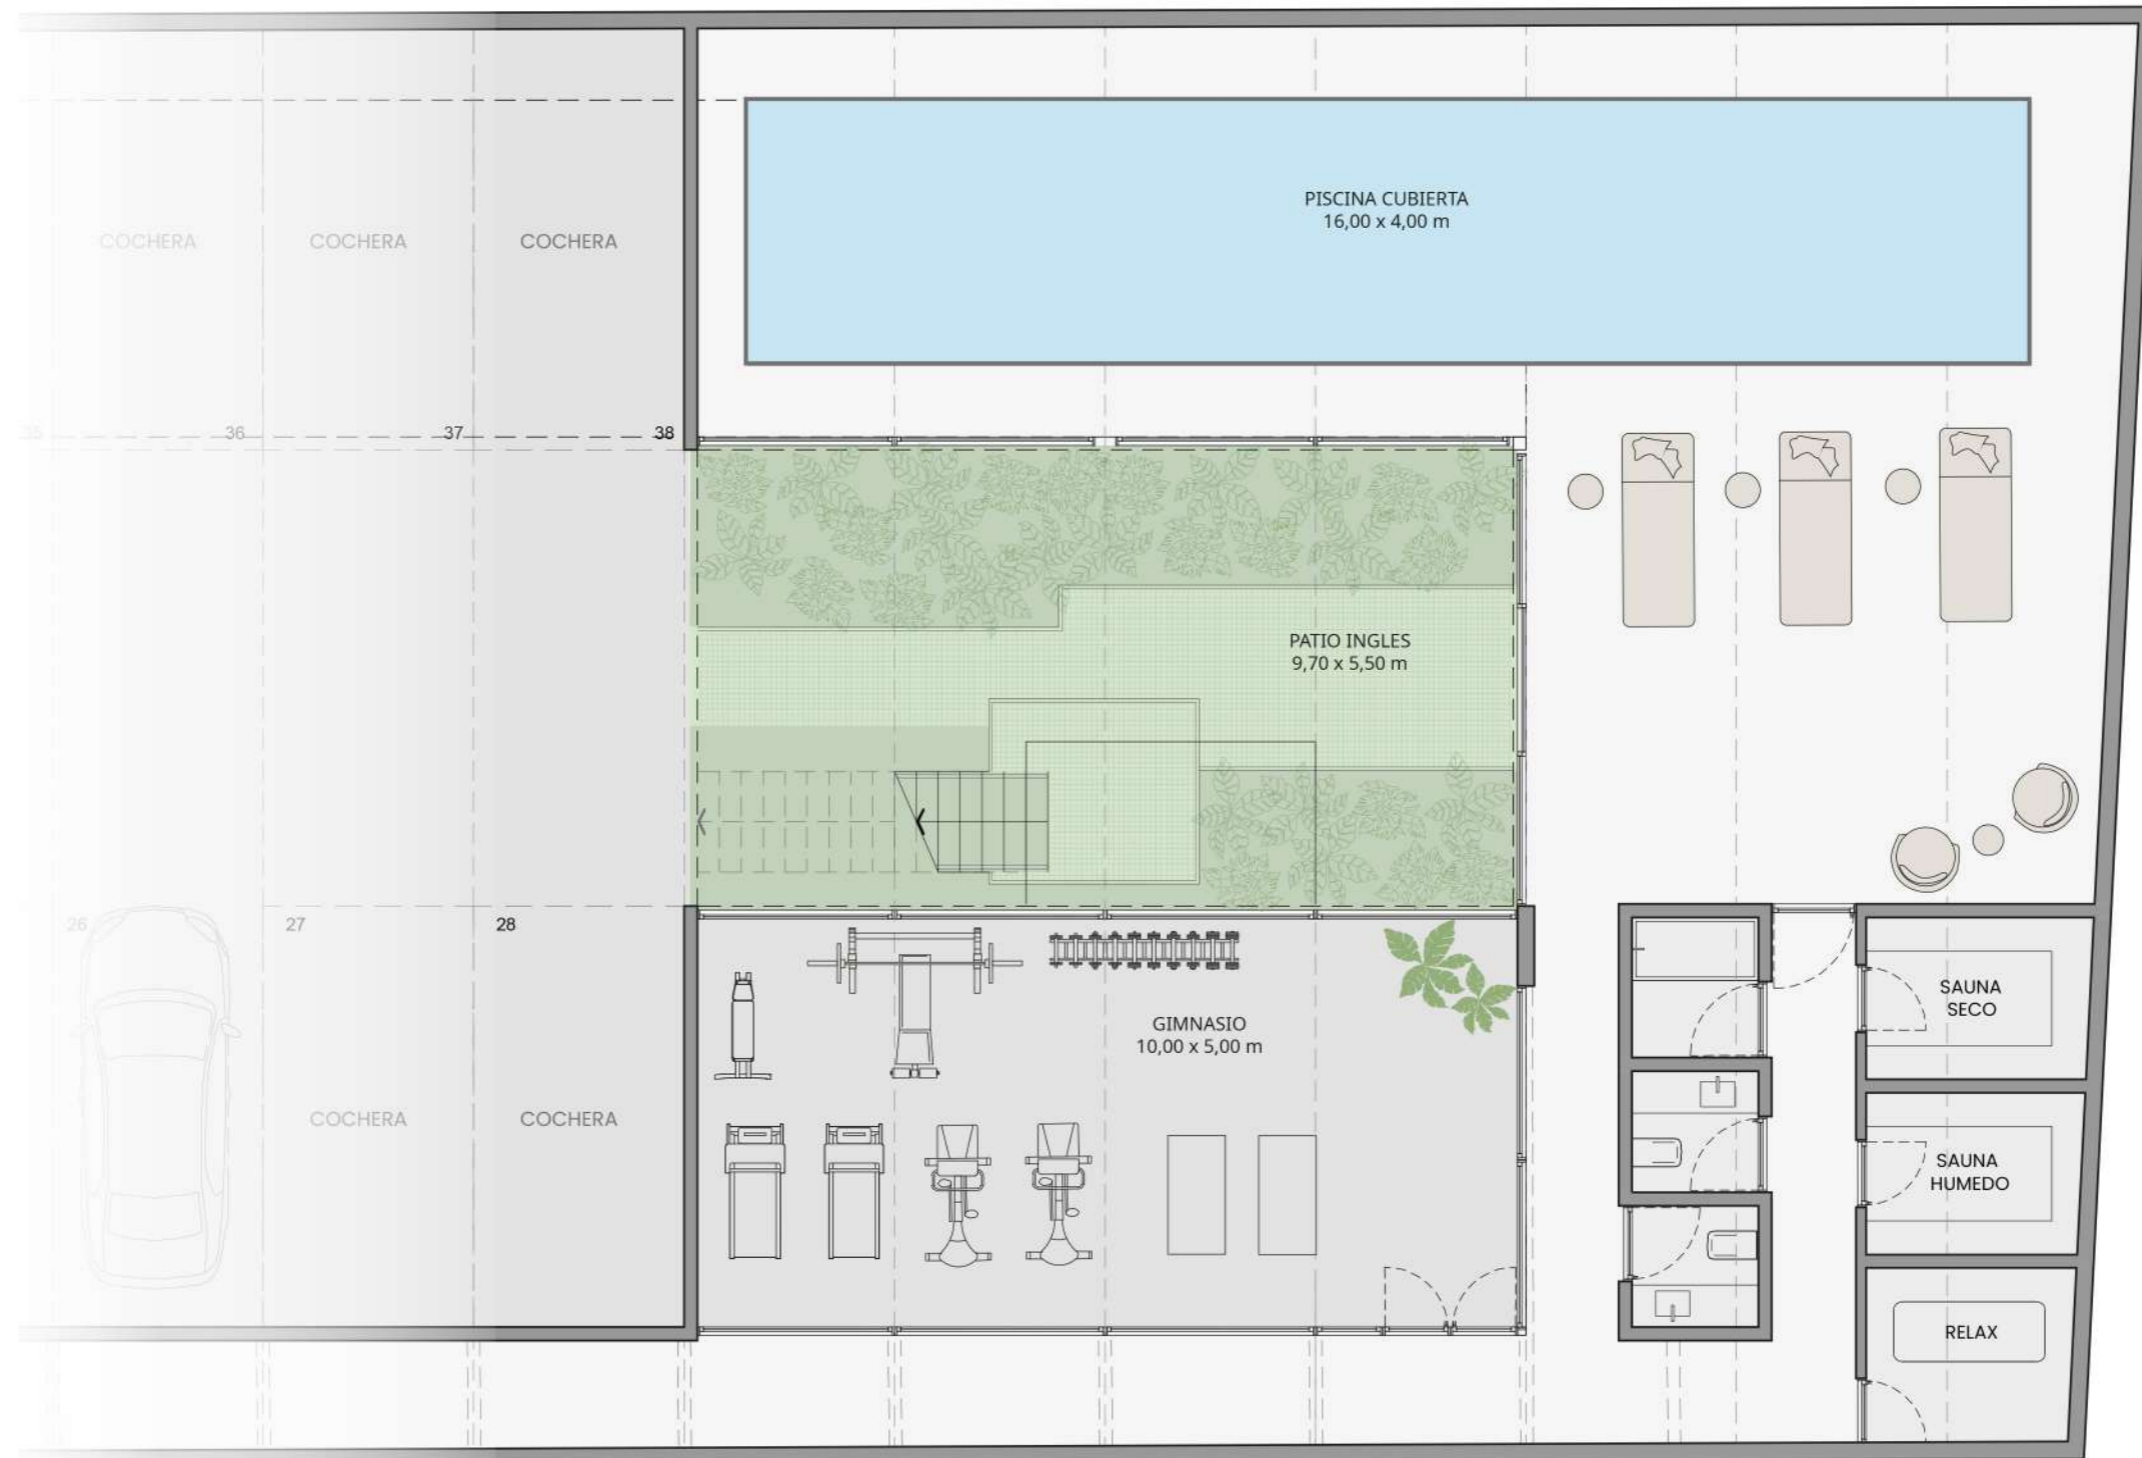 PISCINA CUBIERTA
16,00 x 4,00 m
COCHERA
COCHERA
COCHERA
35
36
37
38
PATIO INGLES
9,70 x 5,50 m
26
27
28
GIMNASIO
10,00 x 5,00 m
SAUNA
SECO
COCHERA
COCHERA
SAUNA
HUMEDO
RELAX